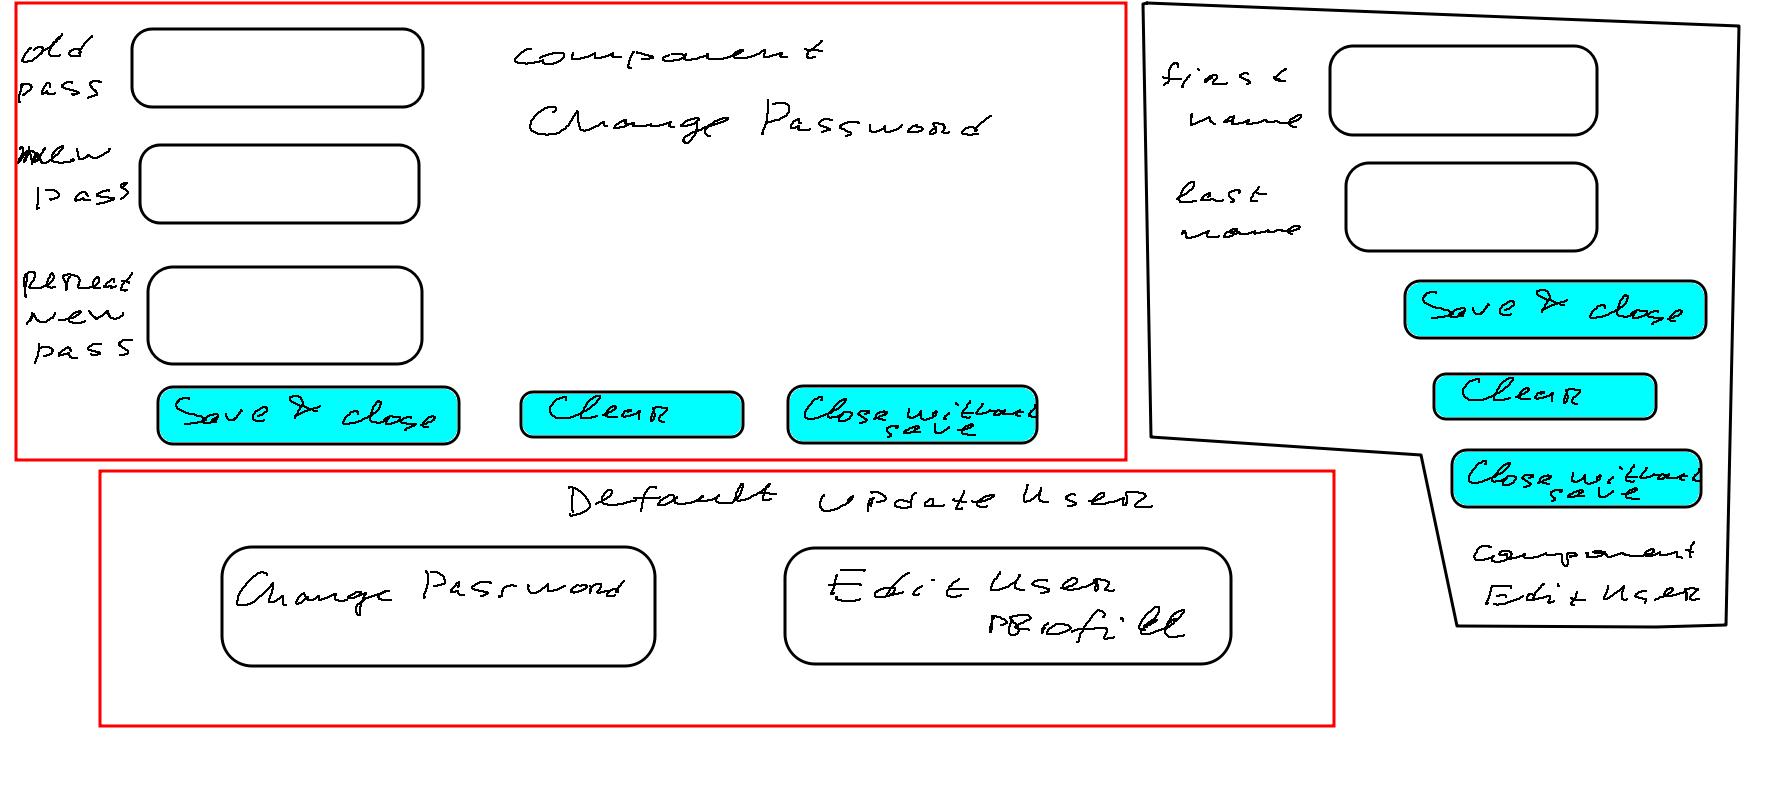 old
pass
component
Change Password
new
pass
Repeat
new
pass
Save & close
Clear
Close without
save
first
name
last
name
Save & close
Clear
Close without
save
Component
Edit User
Default update User
Change Password
Edit User
Profill